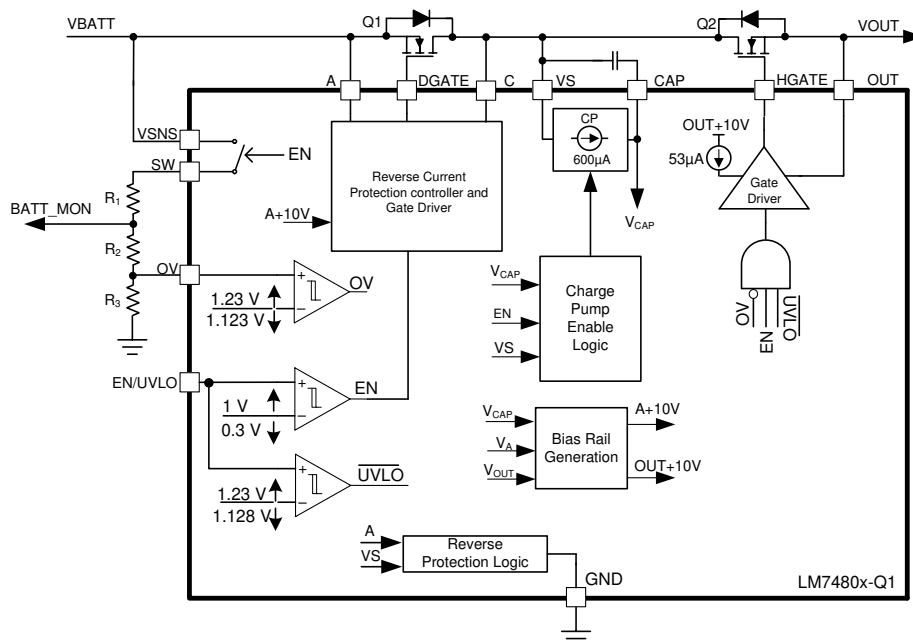 VBATT
Q1
Q2
VOUT
A
DGATE
C
VS
CAP
HGATE
OUT
VSNS
EN
SW
R1
BATT_MON
R2
OV
R3
Reverse Current
Protection controller and
Gate Driver
A+10V
CP
600µA
VCAP
OUT+10V
53µA
Gate
Driver
OV
EN
UVLO
1.23 V
1.123 V
OV
VCAP
EN
VS
Charge
Pump
Enable
Logic
EN/UVLO
1 V
0.3 V
EN
VCAP
VA
VOUT
Bias Rail
Generation
A+10V
OUT+10V
1.23 V
1.128 V
UVLO
A
VS
Reverse
Protection Logic
GND
LM7480x-Q1